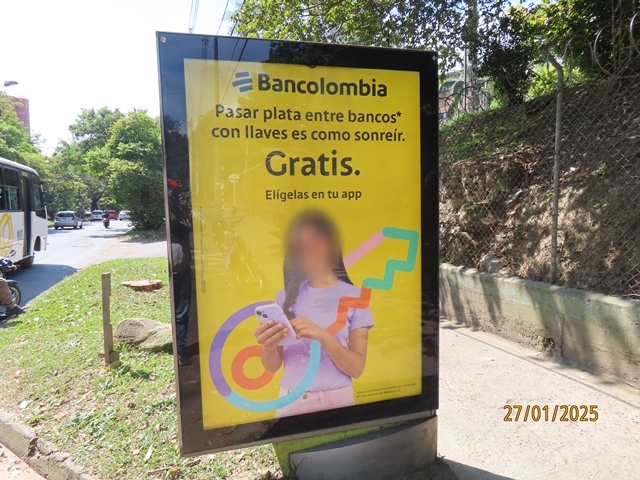 Bancolombia
Pasar plata entre bancos*
con llaves es como sonreír.
Gratis.
Elígelas en tu app
27/01/2025